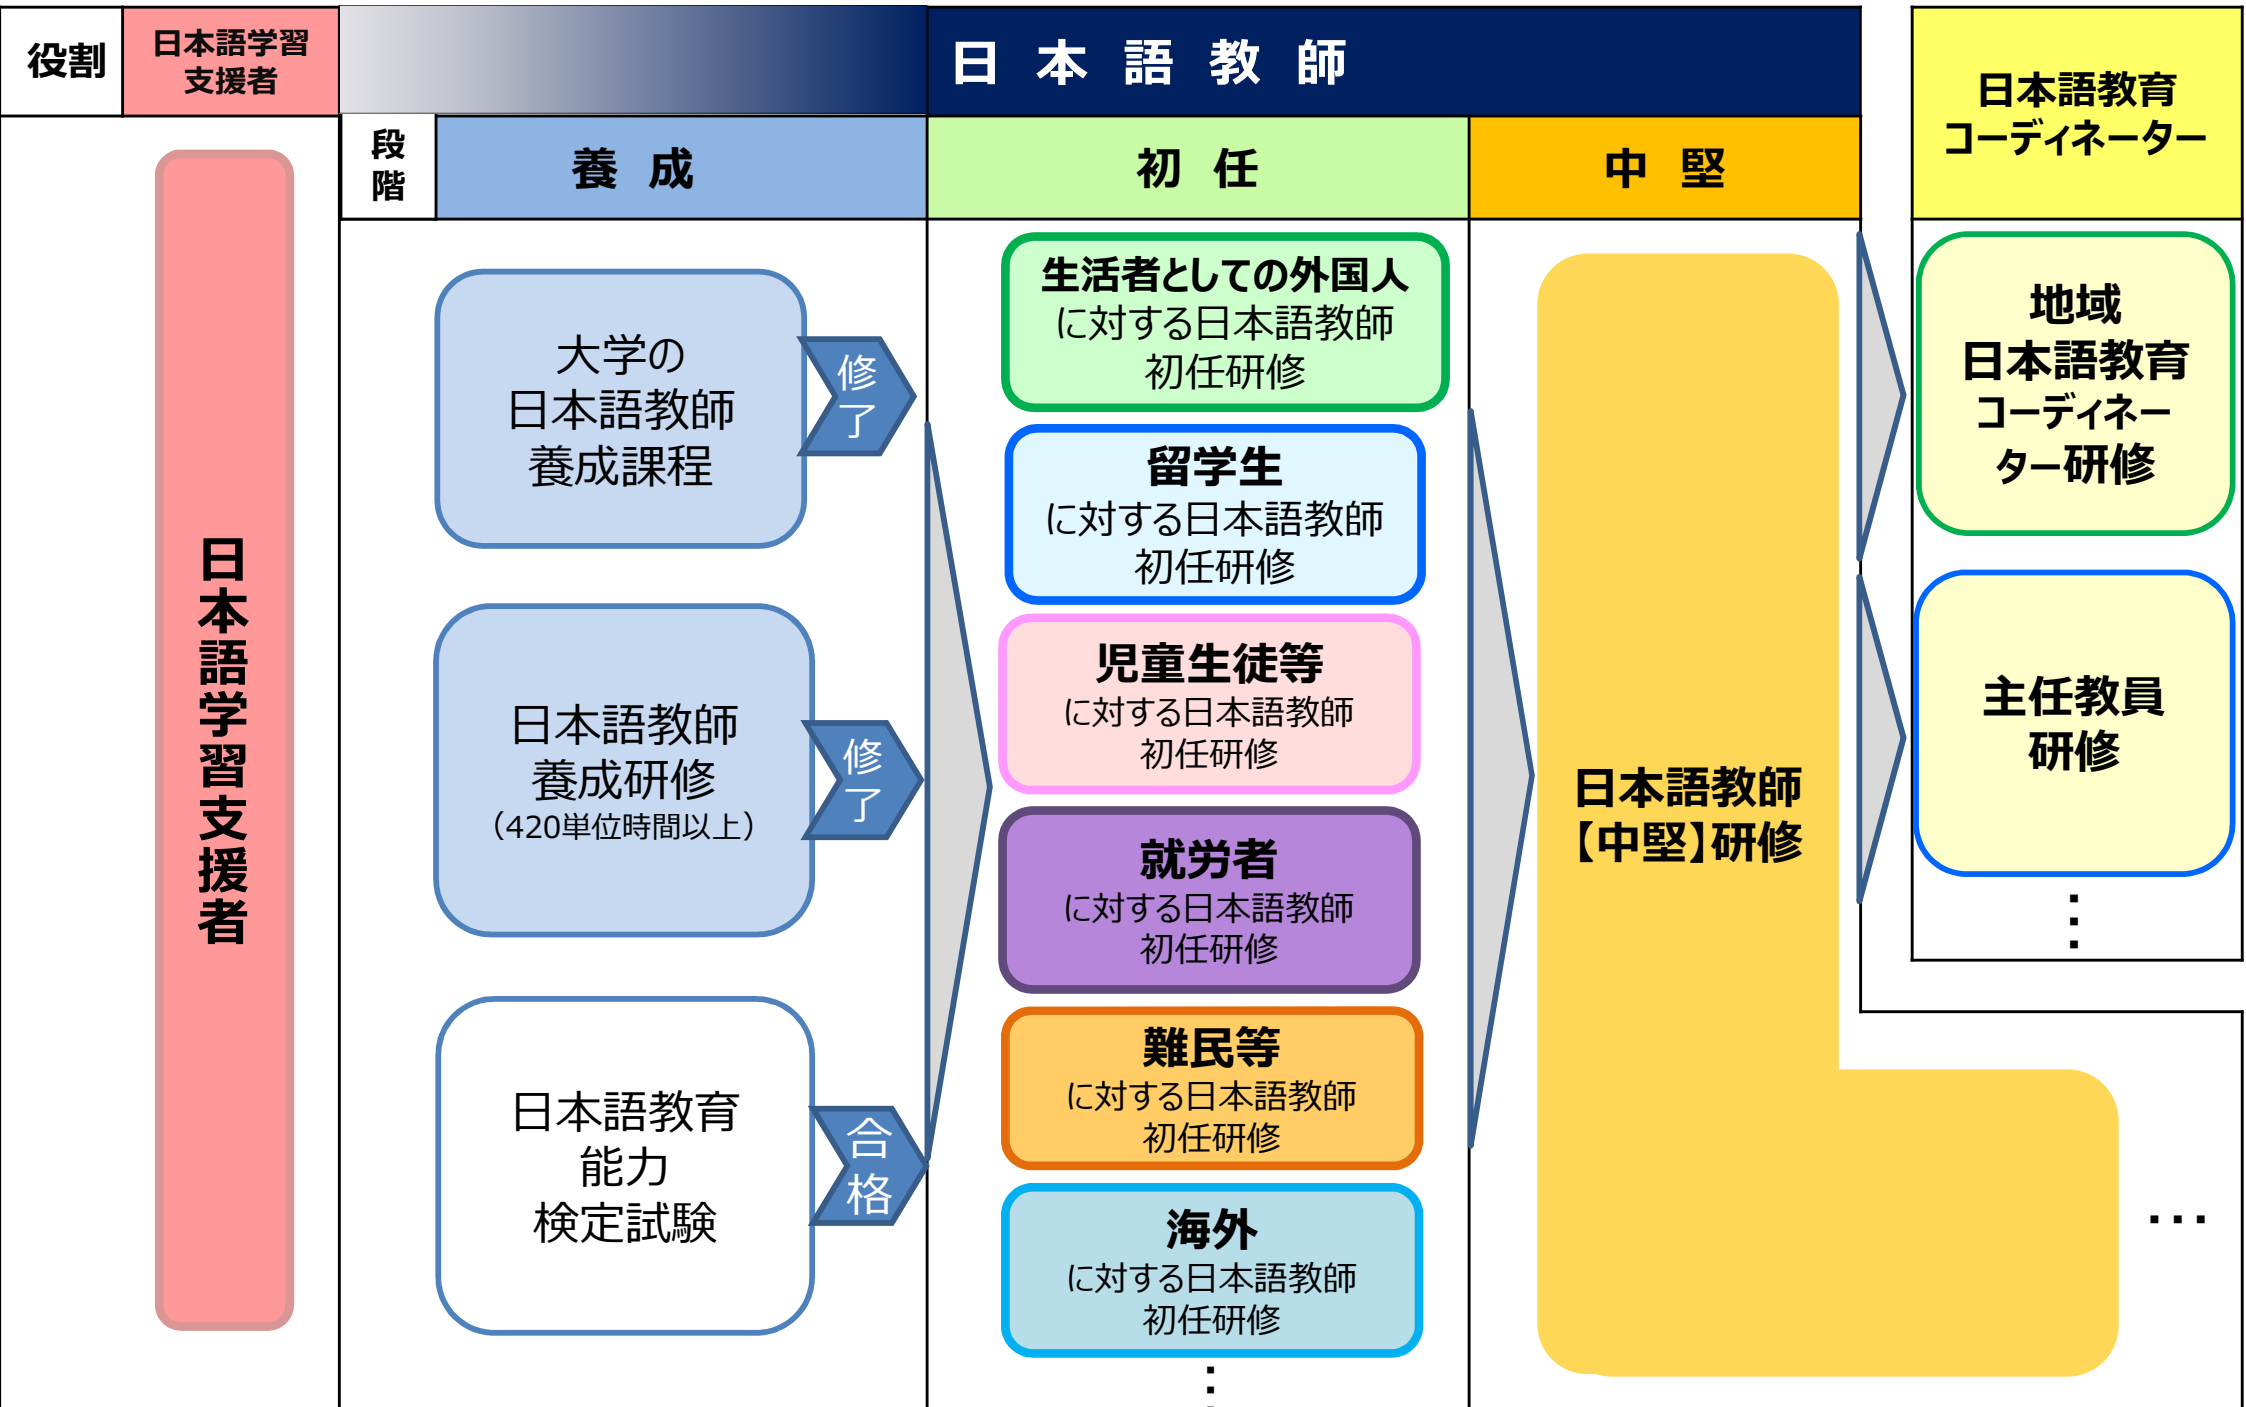 役割
日本語学習
支援者
日本語教師
日本語教育
コーディネーター
段
階
養成
初任
中堅
日本語学習支援者
大学の
日本語教師
養成課程
修
了
日本語教師
養成研修
（420単位時間以上）
修
了
日本語教育
能力
検定試験
合
格
生活者としての外国人
に対する日本語教師
初任研修
留学生
に対する日本語教師
初任研修
児童生徒等
に対する日本語教師
初任研修
就労者
に対する日本語教師
初任研修
難民等
に対する日本語教師
初任研修
海外
に対する日本語教師
初任研修
⋮
日本語教師
【中堅】研修
…
地域
日本語教育
コーディネー
ター研修
主任教員
研修
⋮